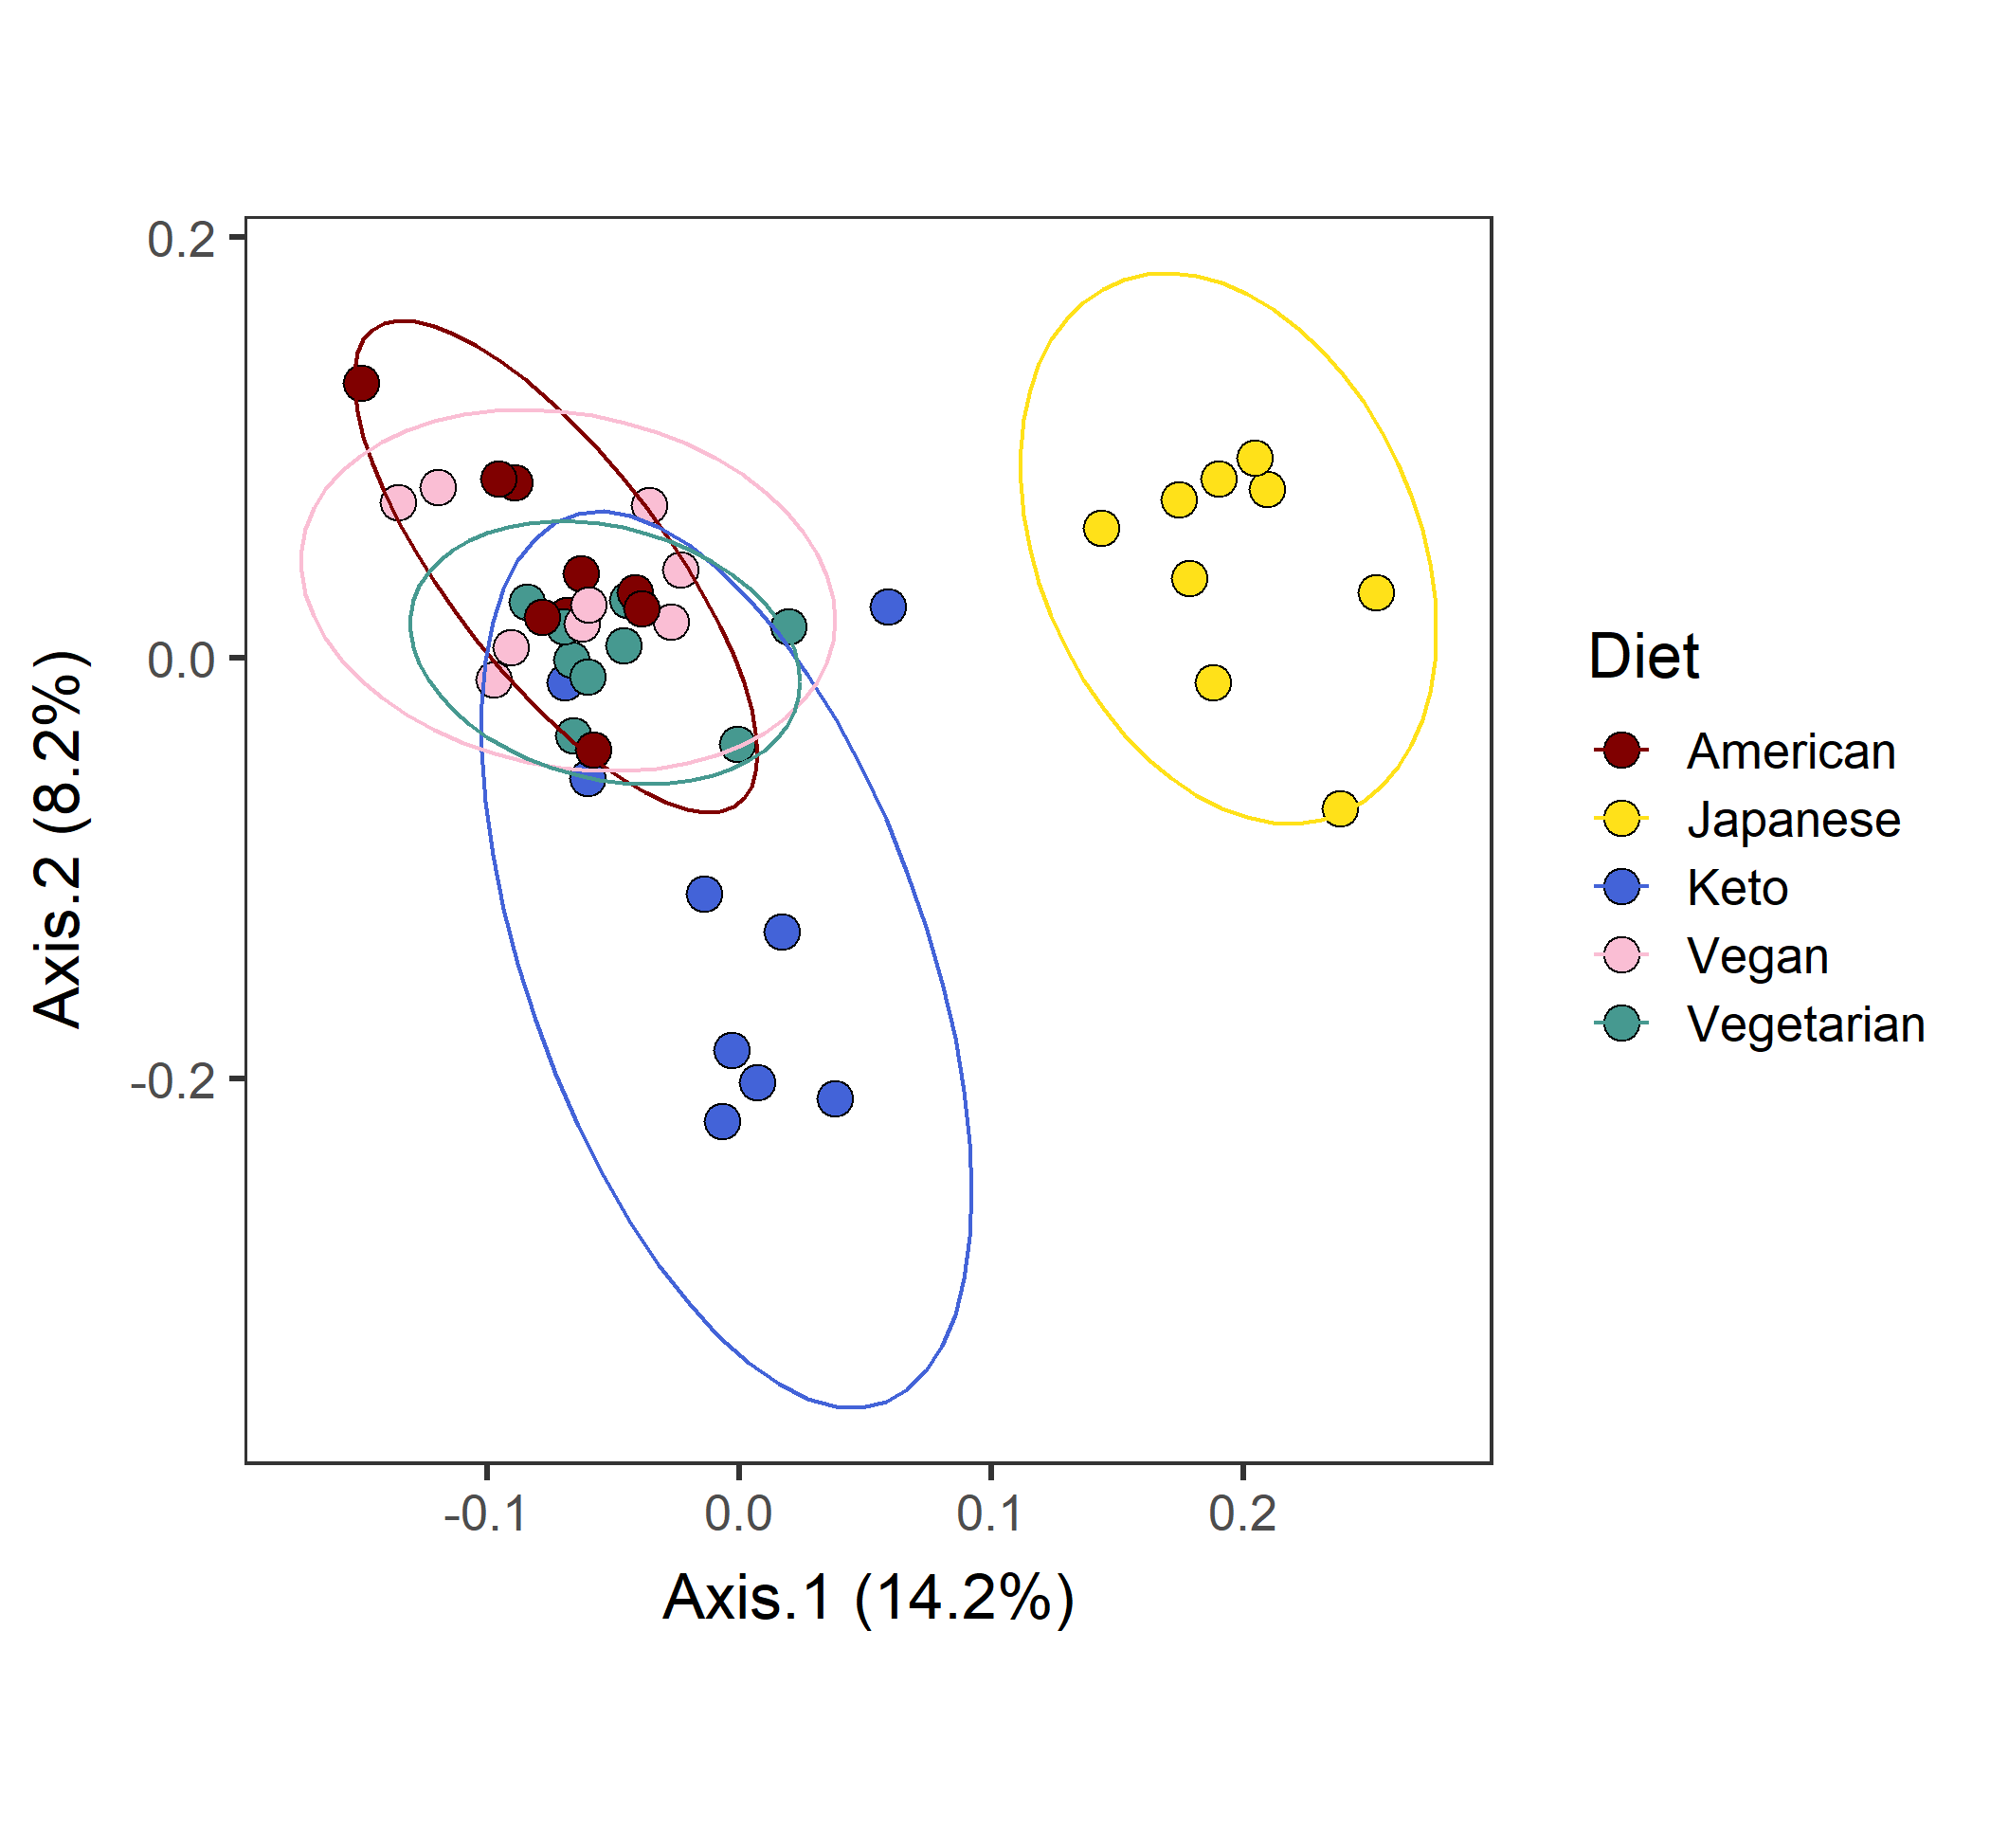 Axis.2 (8.2%)
0.2
0.0
-0.2
-0.1
0.0
0.1
0.2
Axis.1 (14.2%)
Diet
American
Japanese
Keto
Vegan
Vegetarian